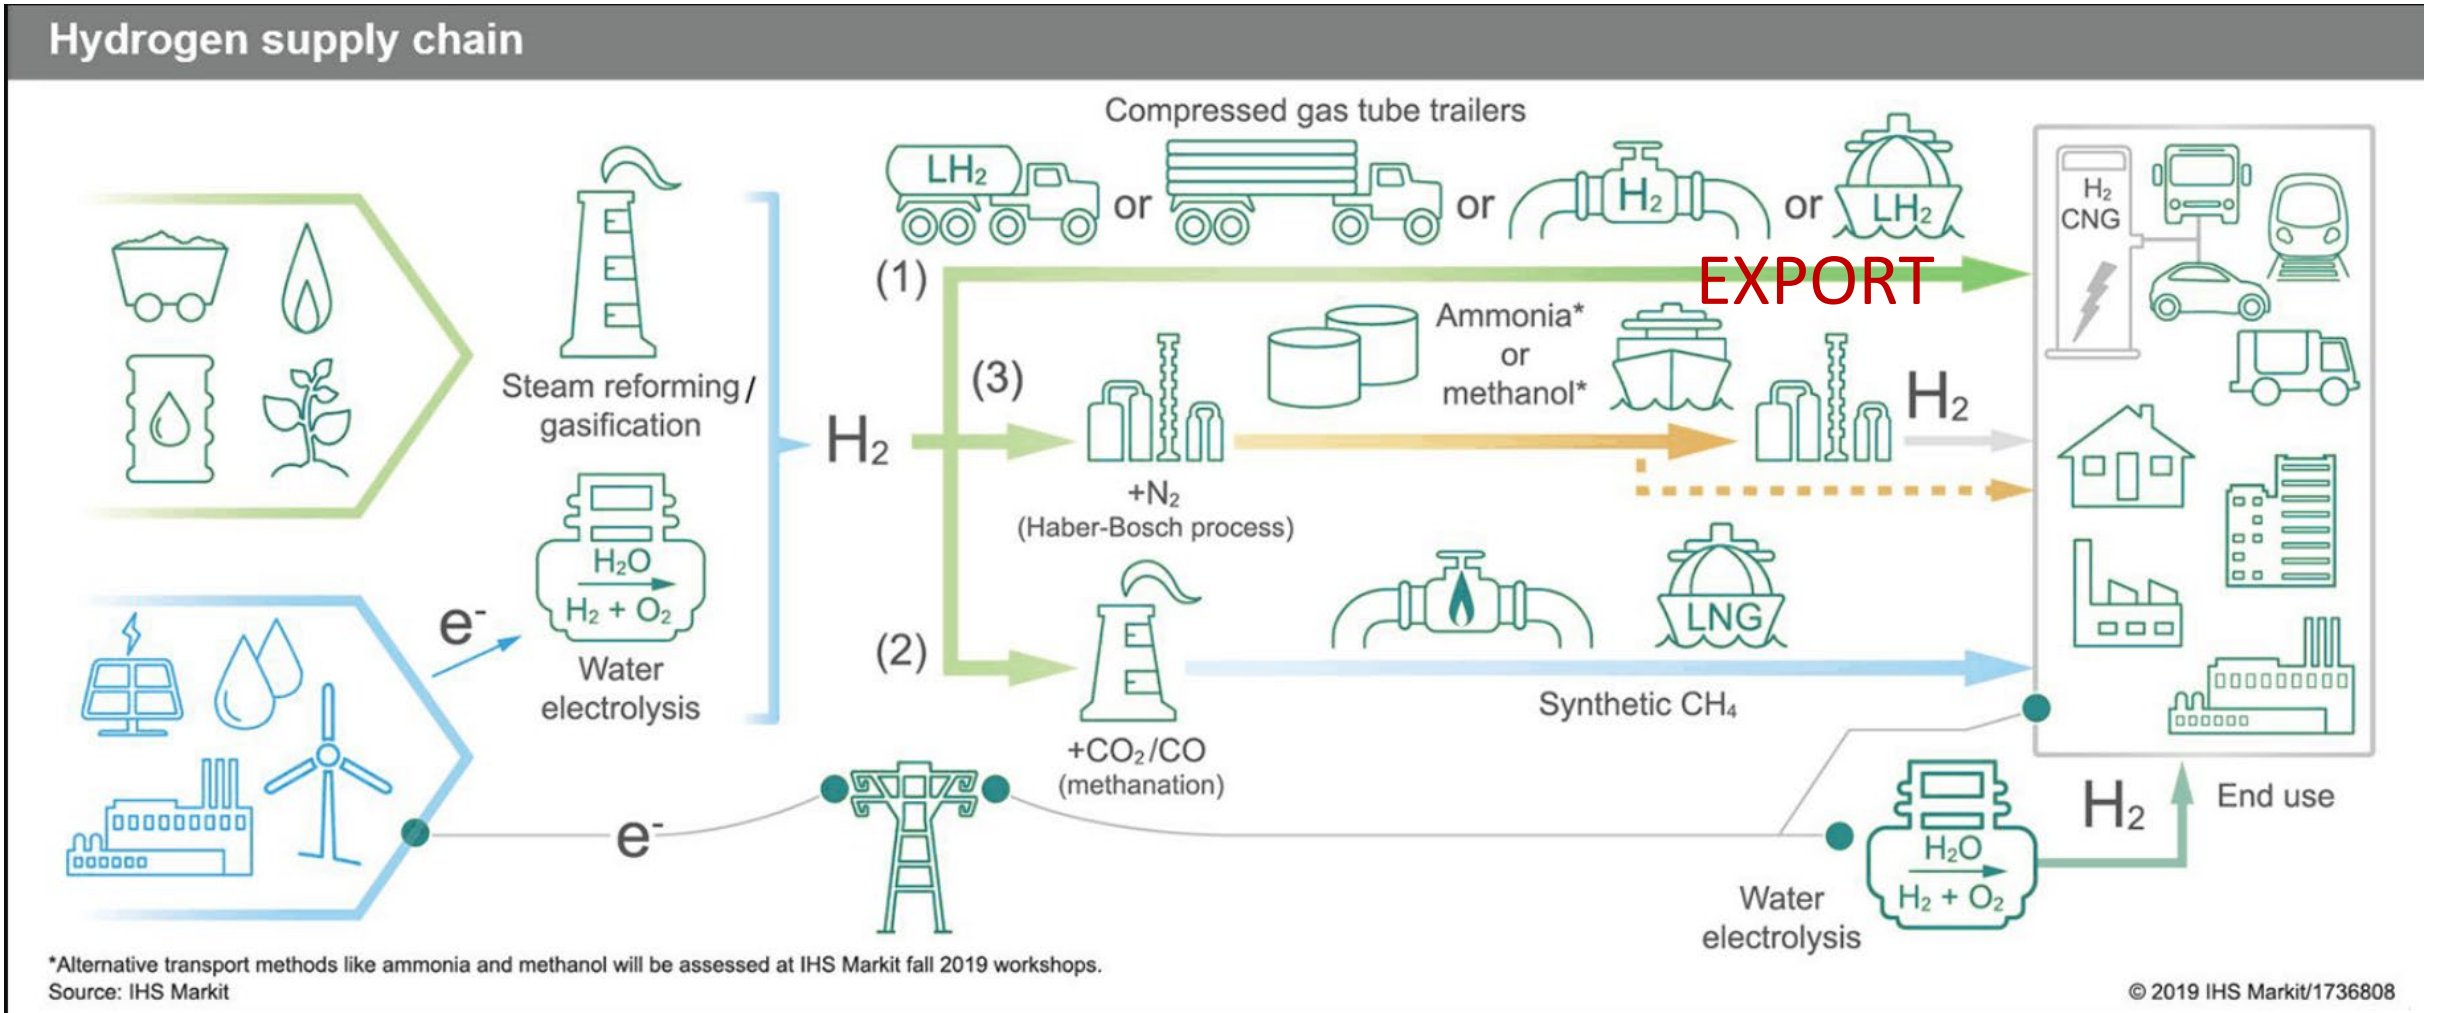 Hydrogen supply chain
Compressed gas tube trailers
LH₂
or
or
H₂
or
LH₂
H₂
CNG
(1)
EXPORT
Steam reforming/
gasification
H₂
(3)
Ammonia*
or
methanol*
H₂
+N₂
(Haber-Bosch process)
H₂O
H₂ + O₂
e⁻
Water
electrolysis
(2)
LNG
Synthetic CH₄
+CO₂/CO
(methanation)
e⁻
H₂
End use
H₂O
H₂ + O₂
Water
electrolysis
*Alternative transport methods like ammonia and methanol will be assessed at IHS Markit fall 2019 workshops.
Source: IHS Markit
© 2019 IHS Markit/1736808